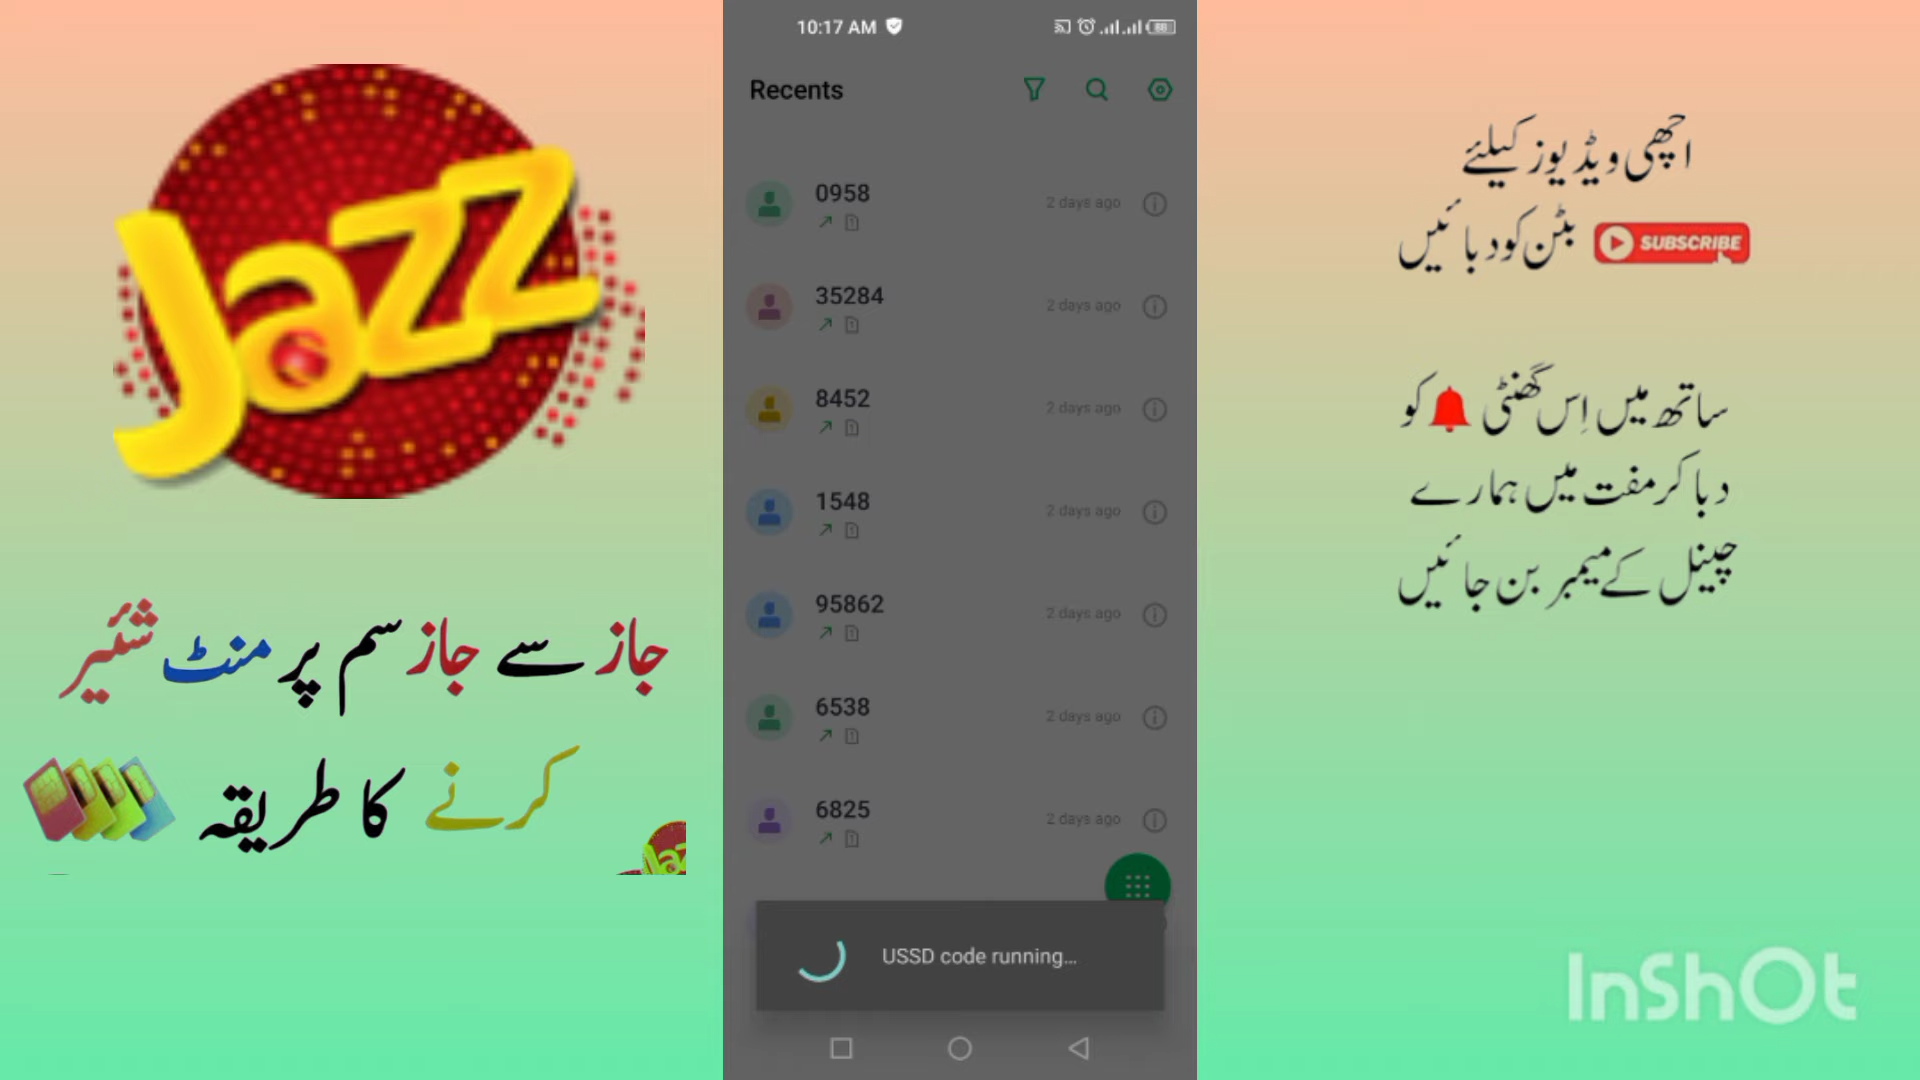 Jazz
جاز سے جاز سم پر منٹ شئیر
کرنے کا طریقہ
10:17 AM
Recents
0958
2 days ago
35284
2 days ago
8452
2 days ago
1548
2 days ago
95862
2 days ago
6538
2 days ago
6825
2 days ago
USSD code running...
اچھی ویڈیوز کیلئے
بٹن کو دبائیں SUBSCRIBE
ساتھ میں اِس گھنٹی کو
دبا کر مفت میں ہمارے
چینل کے میمبر بن جائیں
InShOt